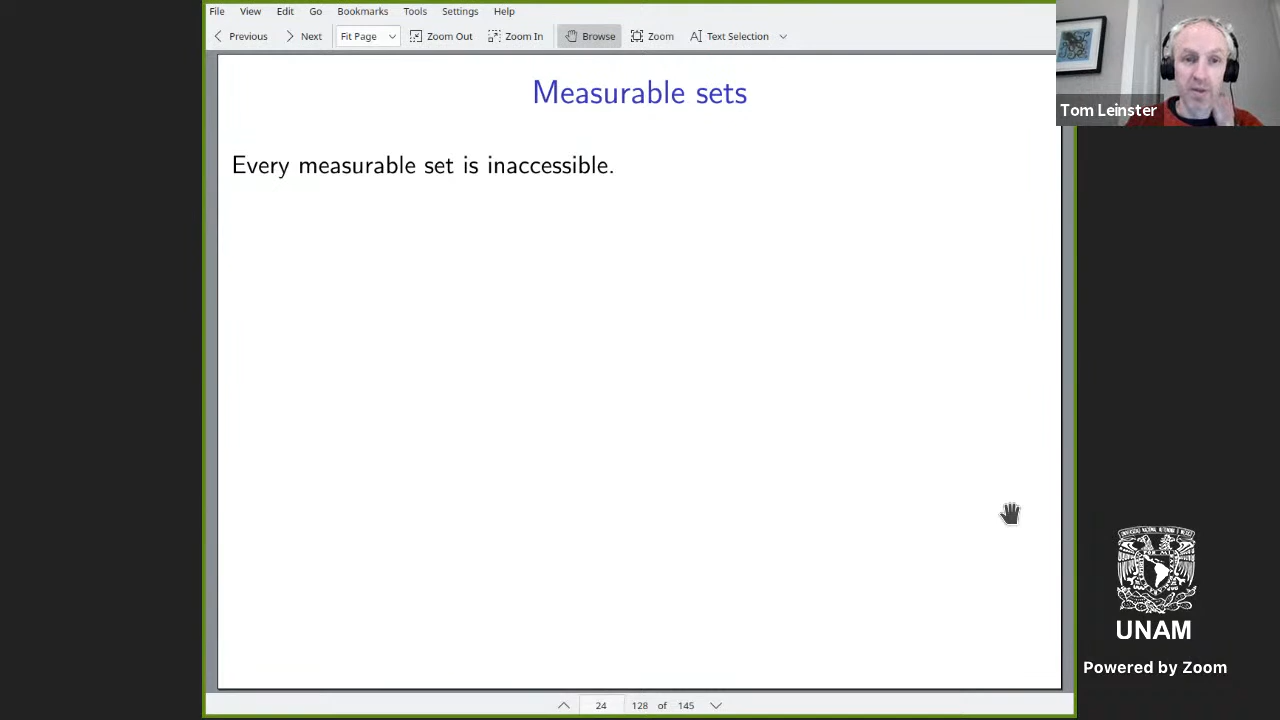 File View Edit Go Bookmarks Tools Settings Help
Previous Next Fit Page Zoom Out Zoom In Browse Zoom Text Selection
Tom Leinster
Measurable sets
Every measurable set is inaccessible.
UNAM
Powered by Zoom
24 128 of 145